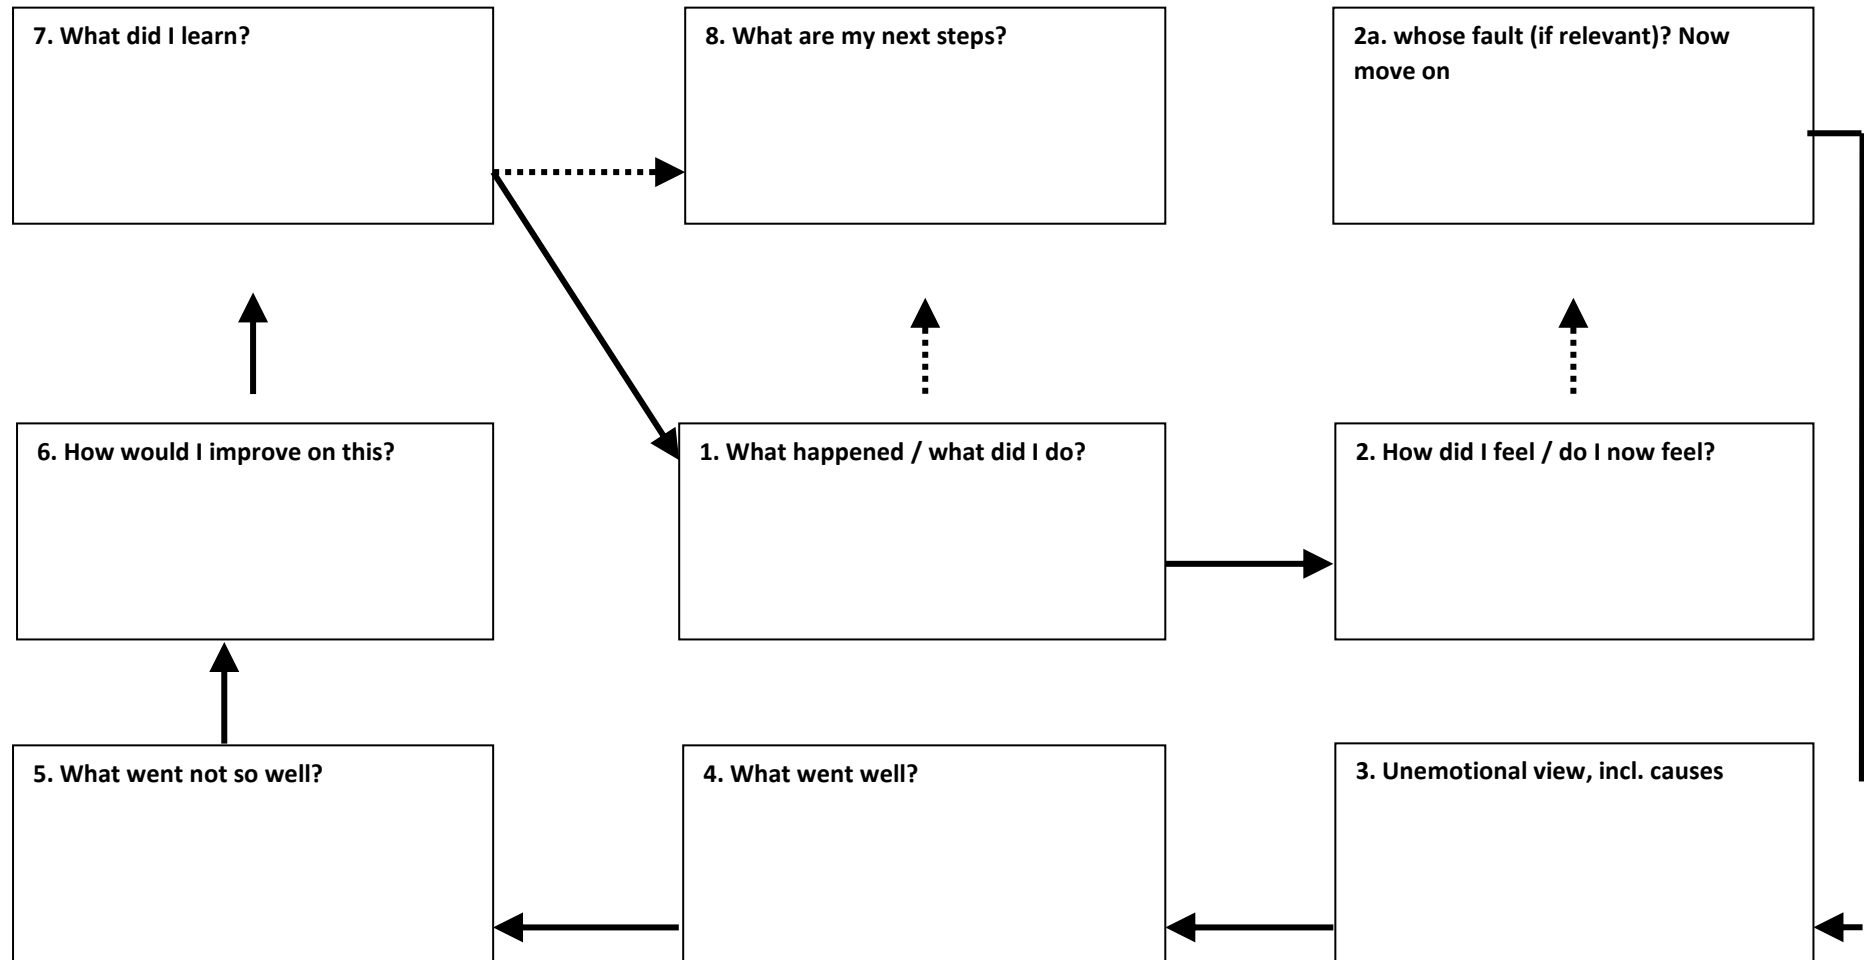 7. What did I learn?
8. What are my next steps?
2a. whose fault (if relevant)? Now
move on
6. How would I improve on this?
1. What happened / what did I do?
2. How did I feel / do I now feel?
5. What went not so well?
4. What went well?
3. Unemotional view, incl. causes